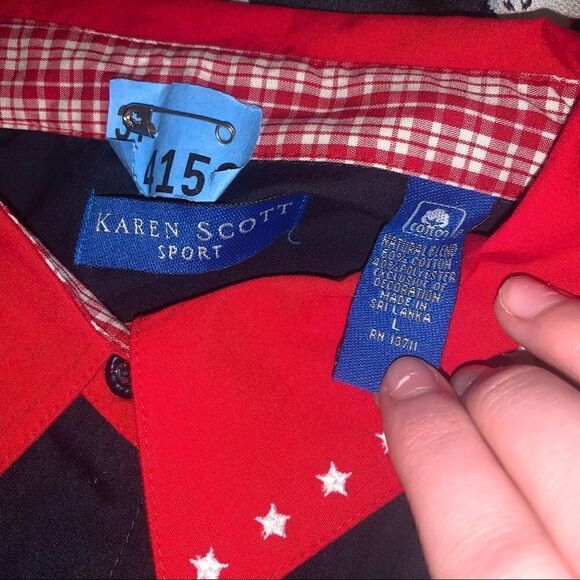 415
KAREN SCOTT
SPORT
cotton
NATURAL BLEND
60% COTTON
40% POLYESTER
EXCLUSIVE OF
DECORATION
MADE IN
SRI LANKA
L
RN 13711